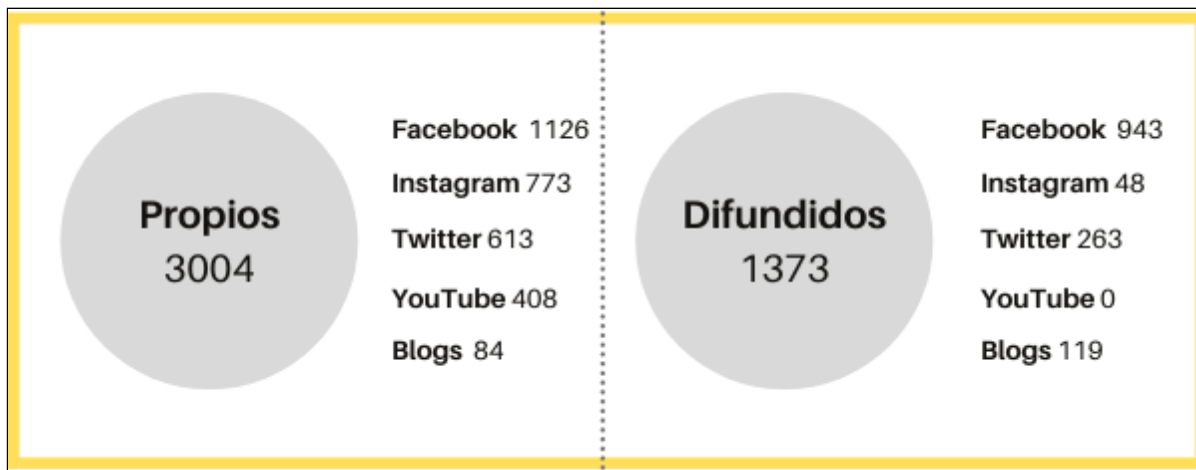 Propios
3004
Facebook 1126
Instagram 773
Twitter 613
YouTube 408
Blogs 84
Difundidos
1373
Facebook 943
Instagram 48
Twitter 263
YouTube 0
Blogs 119